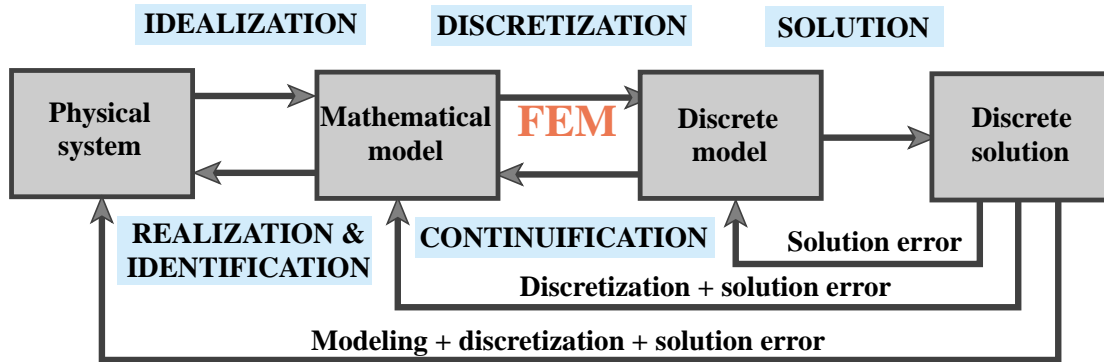 IDEALIZATION
DISCRETIZATION
SOLUTION
Physical
system
Mathematical
model
FEM
Discrete
model
Discrete
solution
REALIZATION &
IDENTIFICATION
CONTINUIFICATION
Solution error
Discretization + solution error
Modeling + discretization + solution error